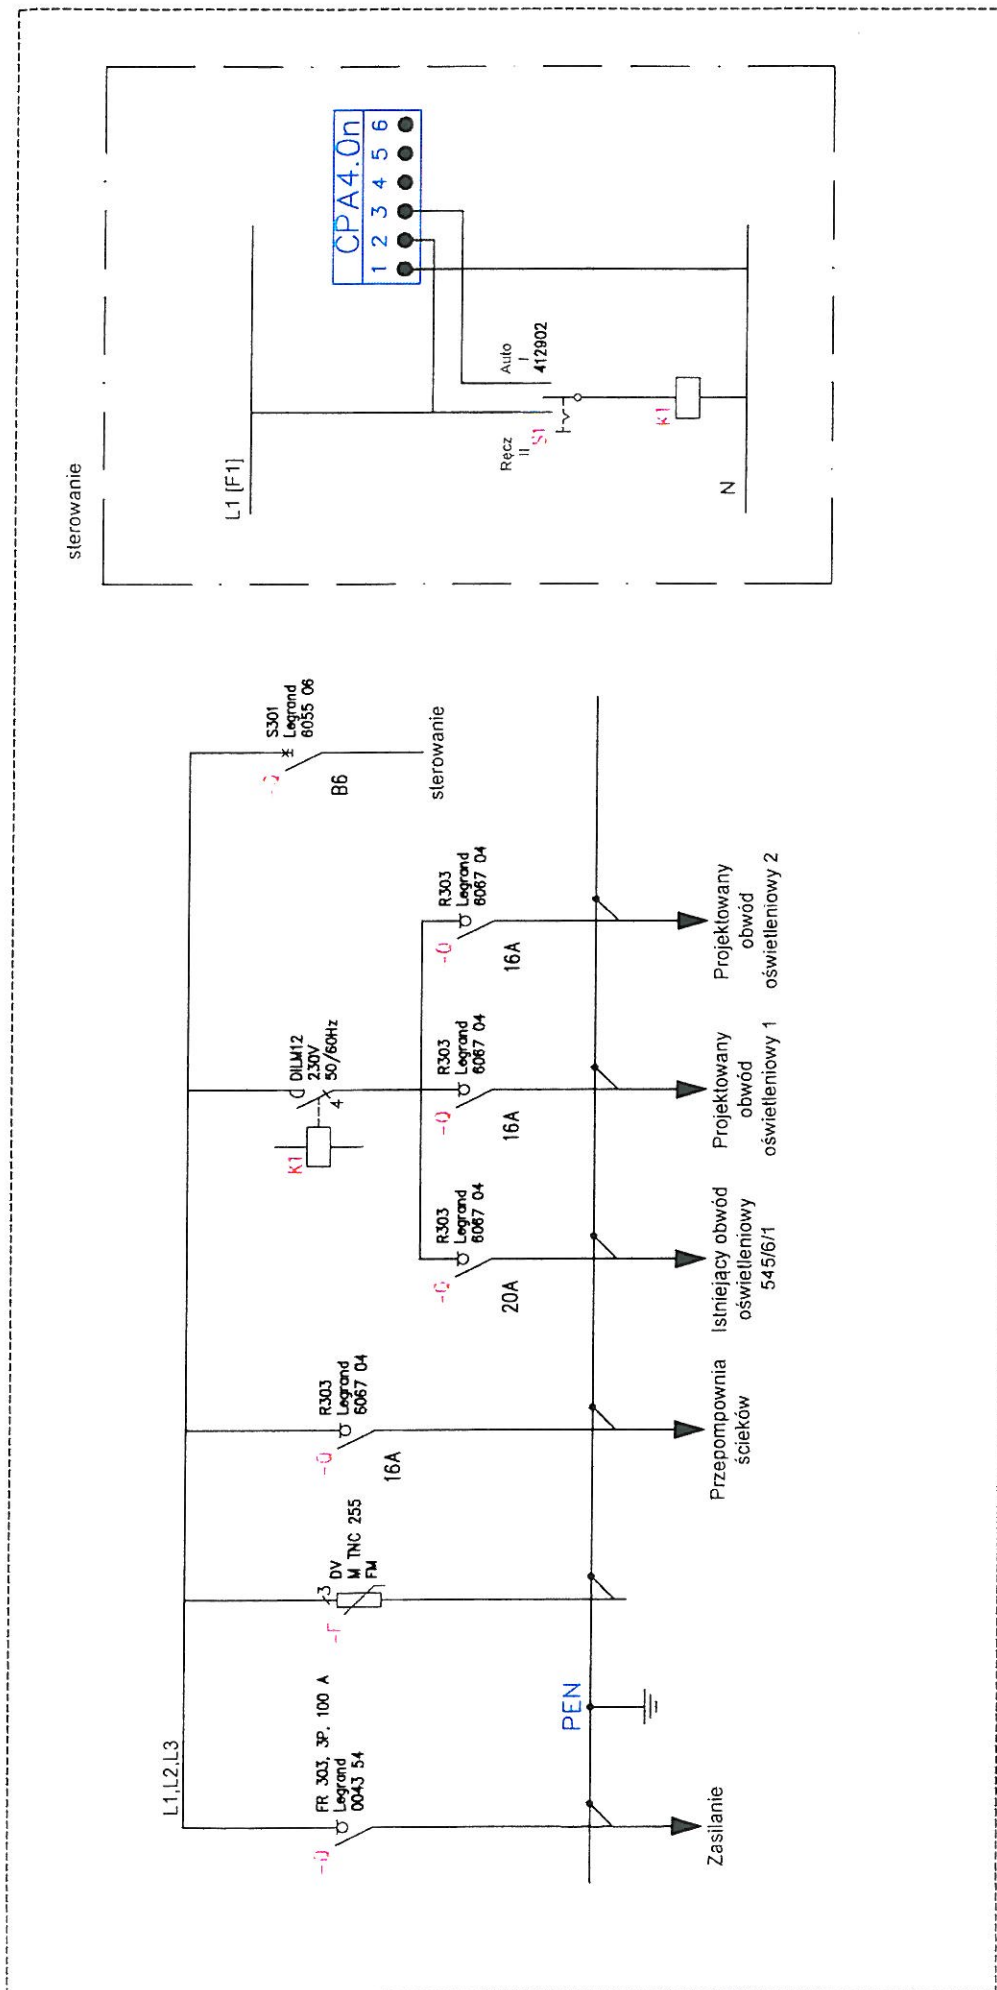 L1,L2,L3
-Q
FR 303, 3P, 100 A
Legrand
0043 54
Zasilanie
PEN
-F
3
DV
M TNC 255
FM
-Q
R303
Legrand
6067 04
16A
Przepompownia
ścieków
K1
DILM12
230V
50/60Hz
4
-Q
R303
Legrand
6067 04
20A
Istniejący obwód
oświetleniowy
545/6/1
-Q
R303
Legrand
6067 04
16A
Projektowany
obwód
oświetleniowy 1
-Q
R303
Legrand
6067 04
16A
Projektowany
obwód
oświetleniowy 2
-Q
S301
Legrand
6055 06
B6
sterowanie
sterowanie
L1 [F1]
CPA4.0n
1 2 3 4 5 6
Ręcz
II
S1
Auto
I
412902
K1
N